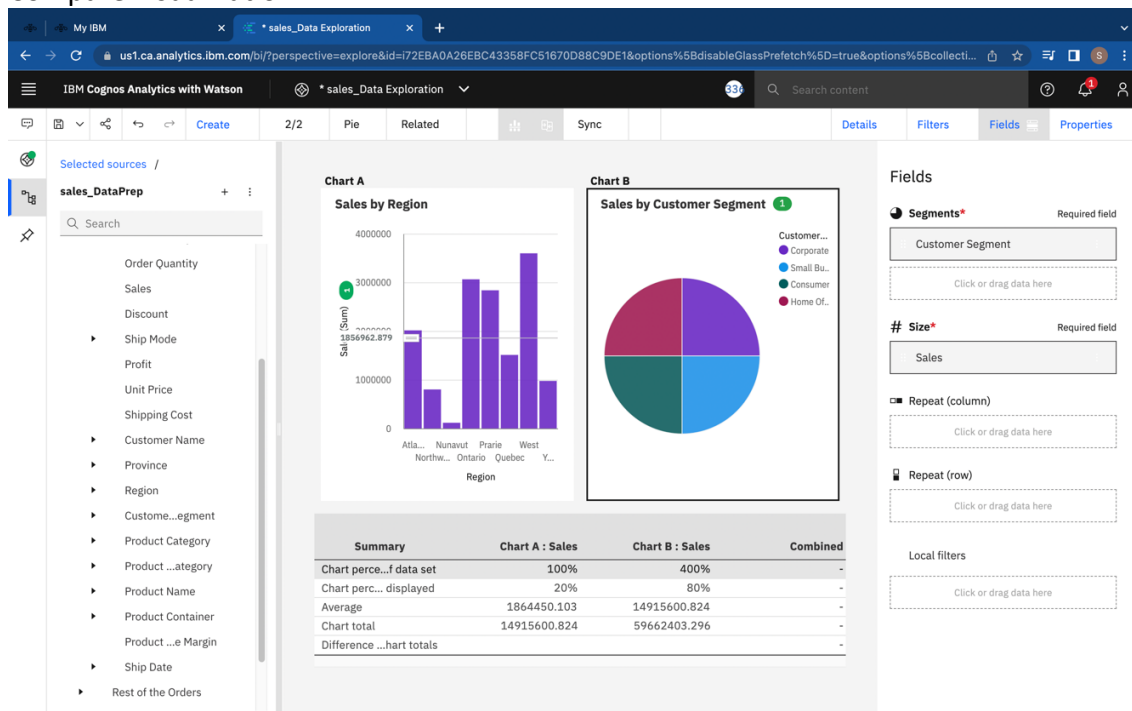 My IBM
* sales_Data Exploration
us1.ca.analytics.ibm.com/bi/?perspective=explore&id=i72EBA0A26EBC43358FC51670D88C9DE1&options%5BdisableGlassPrefetch%5D=true&options%5Bcollecti...
S
IBM Cognos Analytics with Watson
* sales_Data Exploration
336
Search content
1
Create
2/2
Pie
Related
Sync
Details
Filters
Fields
Properties
Selected sources /
sales_DataPrep
Search
Order Quantity
Sales
Discount
Ship Mode
Profit
Unit Price
Shipping Cost
Customer Name
Province
Region
Custome...egment
Product Category
Product ...ategory
Product Name
Product Container
Product ...e Margin
Ship Date
Rest of the Orders
Chart A
Sales by Region
4000000
3000000
2000000
1856962.879
1000000
0
1
(Sum)
Atla... Nunavut Prarie West
Northw... Ontario Quebec Y...
Region
Chart B
Sales by Customer Segment 1
Customer...
Corporate
Small Bu..
Consumer
Home Of..
Summary Chart A : Sales Chart B : Sales Combined
Chart perce...f data set 100% 400% -
Chart perc... displayed 20% 80% -
Average 1864450.103 14915600.824 -
Chart total 14915600.824 59662403.296 -
Difference ...hart totals -
Fields
Segments* Required field
Customer Segment
Click or drag data here
# Size* Required field
Sales
Repeat (column)
Click or drag data here
Repeat (row)
Click or drag data here
Local filters
Click or drag data here